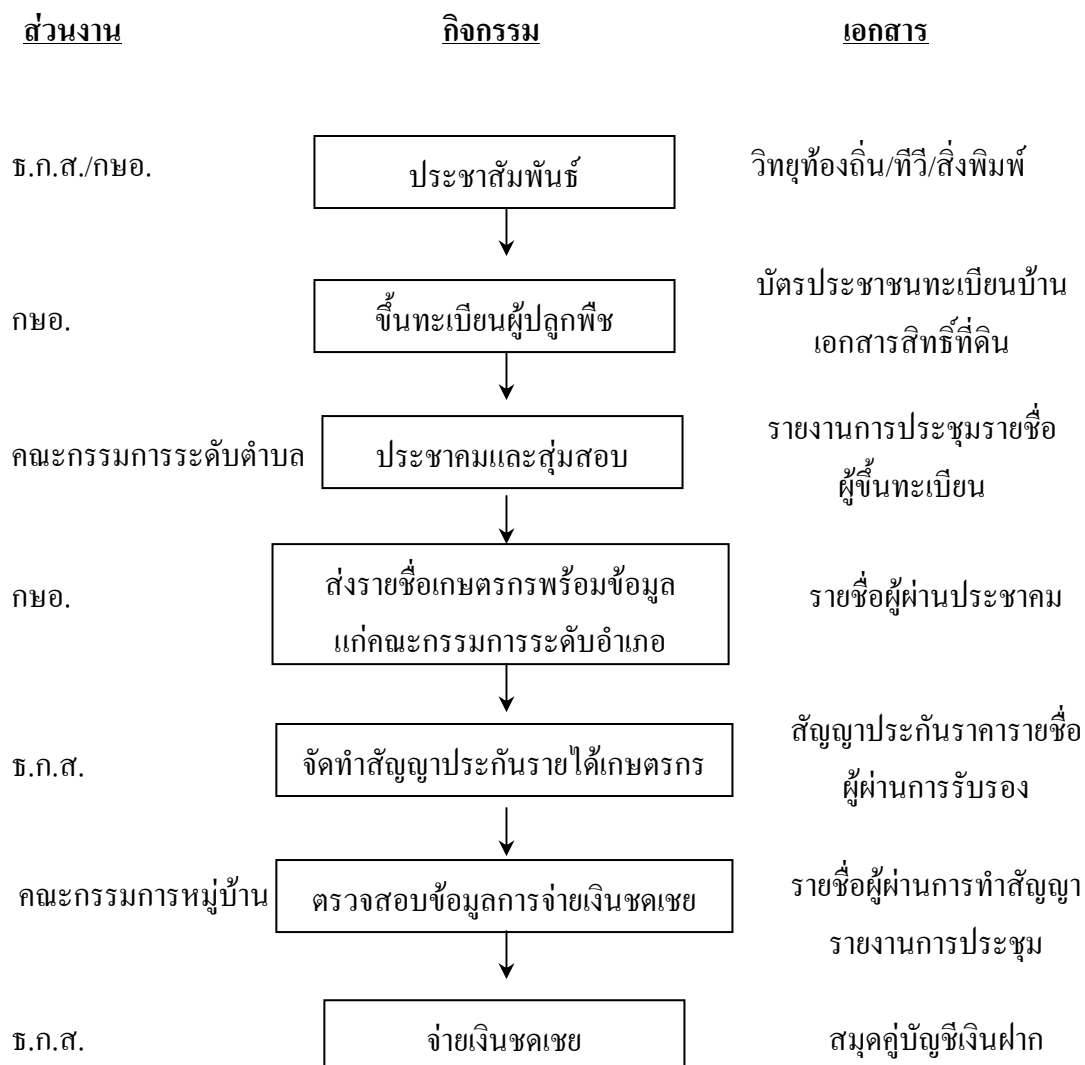 ส่วนงาน กิจกรรม เอกสาร
ธ.ก.ส./กษอ. ประชาสัมพันธ์ วิทยุท้องถิ่น/ทีวี/สิ่งพิมพ์
กษอ. ขึ้นทะเบียนผู้ปลูกพืช บัตรประชาชนทะเบียนบ้าน
เอกสารสิทธิ์ที่ดิน
คณะกรรมการระดับตำบล ประชาคมและสุ่มสอบ รายงานการประชุมรายชื่อ
ผู้ขึ้นทะเบียน
กษอ. ส่งรายชื่อเกษตรกรพร้อมข้อมูล
แก่คณะกรรมการระดับอำเภอ รายชื่อผู้ผ่านประชาคม
ธ.ก.ส. จัดทำสัญญาประกันรายได้เกษตรกร สัญญาประกันราคารายชื่อ
ผู้ผ่านการรับรอง
คณะกรรมการหมู่บ้าน ตรวจสอบข้อมูลการจ่ายเงินชดเชย รายชื่อผู้ผ่านการทำสัญญา
รายงานการประชุม
ธ.ก.ส. จ่ายเงินชดเชย สมุดคู่บัญชีเงินฝาก